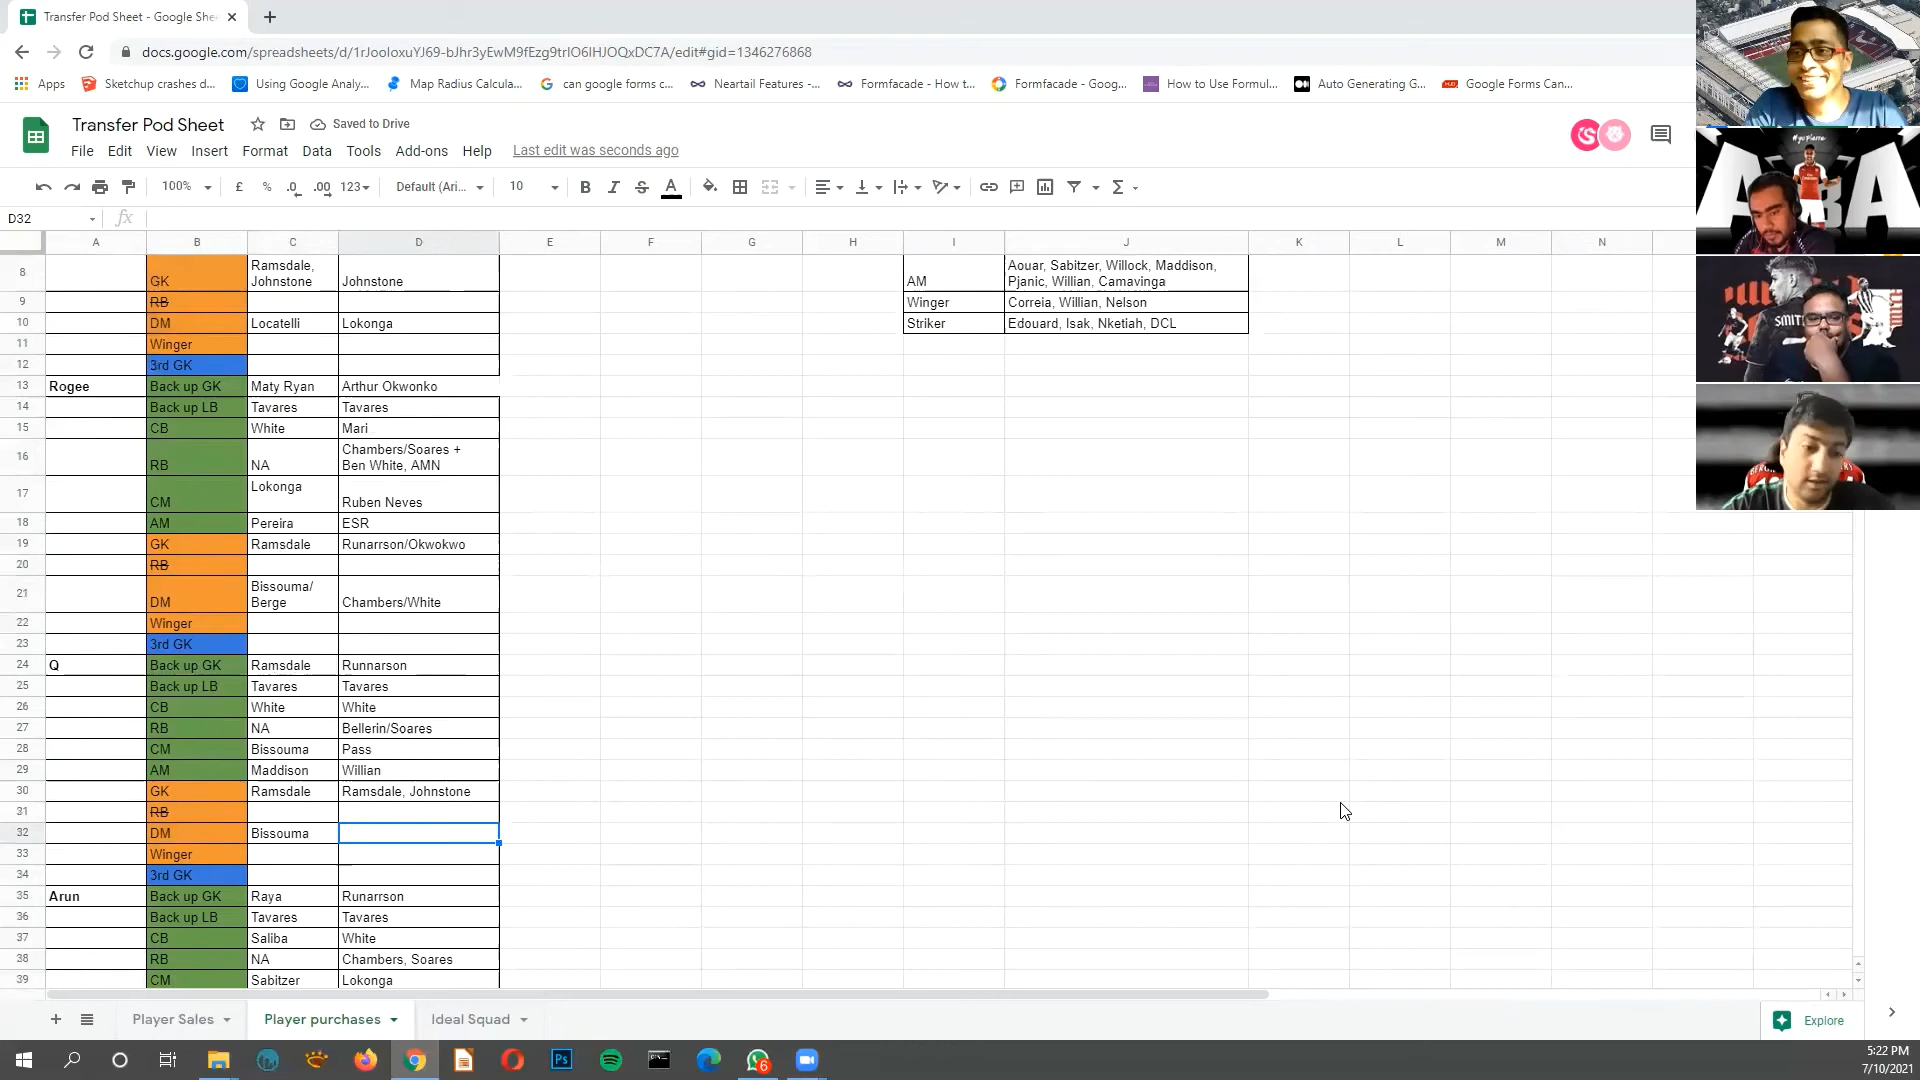 Transfer Pod Sheet - Google She
docs.google.com/spreadsheets/d/1rJooIoxuYJ69-bJhr3yEwM9fEzg9trIO6IHJOQxDC7A/edit#gid=1346276868
Apps Sketchup crashes d... Using Google Analy... Map Radius Calcula... can google forms c... Neartail Features -... Formfacade - How t... Formfacade - Goog... How to Use Formul... Auto Generating G... Google Forms Can...
Transfer Pod Sheet Saved to Drive
File Edit View Insert Format Data Tools Add-ons Help Last edit was seconds ago
100% £ % .0 .00 123 Default (Ari... 10 B I S A Σ
D32 fx
A B C D E F G H I J K L M N
8 GK Ramsdale, Johnstone Johnstone AM Aouar, Sabitzer, Willock, Maddison, Pjanic, Willian, Camavinga
9 RB Winger Correia, Willian, Nelson
10 DM Locatelli Lokonga Striker Edouard, Isak, Nketiah, DCL
11 Winger
12 3rd GK
13 Rogee Back up GK Maty Ryan Arthur Okwonko
14 Back up LB Tavares Tavares
15 CB White Mari
16 RB NA Chambers/Soares + Ben White, AMN
17 CM Lokonga Ruben Neves
18 AM Pereira ESR
19 GK Ramsdale Runarrson/Okwokwo
20 RB
21 DM Bissouma/ Berge Chambers/White
22 Winger
23 3rd GK
24 Q Back up GK Ramsdale Runnarson
25 Back up LB Tavares Tavares
26 CB White White
27 RB NA Bellerin/Soares
28 CM Bissouma Pass
29 AM Maddison Willian
30 GK Ramsdale Ramsdale, Johnstone
31 RB
32 DM Bissouma
33 Winger
34 3rd GK
35 Arun Back up GK Raya Runarrson
36 Back up LB Tavares Tavares
37 CB Saliba White
38 RB NA Chambers, Soares
39 CM Sabitzer Lokonga
Player Sales Player purchases Ideal Squad Explore
Ps 6
5:22 PM
7/10/2021
SMIT